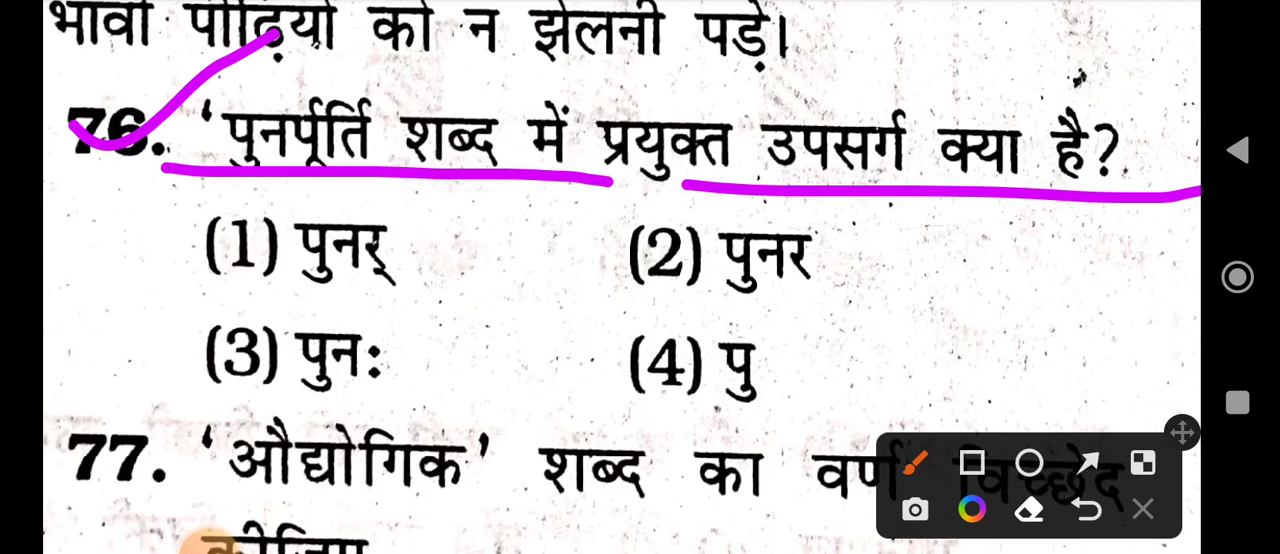 भावी पीढ़ियों को न झेलनी पड़े।
76. ‘पुनर्पूर्ति शब्द में प्रयुक्त उपसर्ग क्या है?
(1) पुनर् (2) पुनर
(3) पुनः (4) पु
77. ‘औद्योगिक’ शब्द का वर्ण विच्छेद
कीजिए